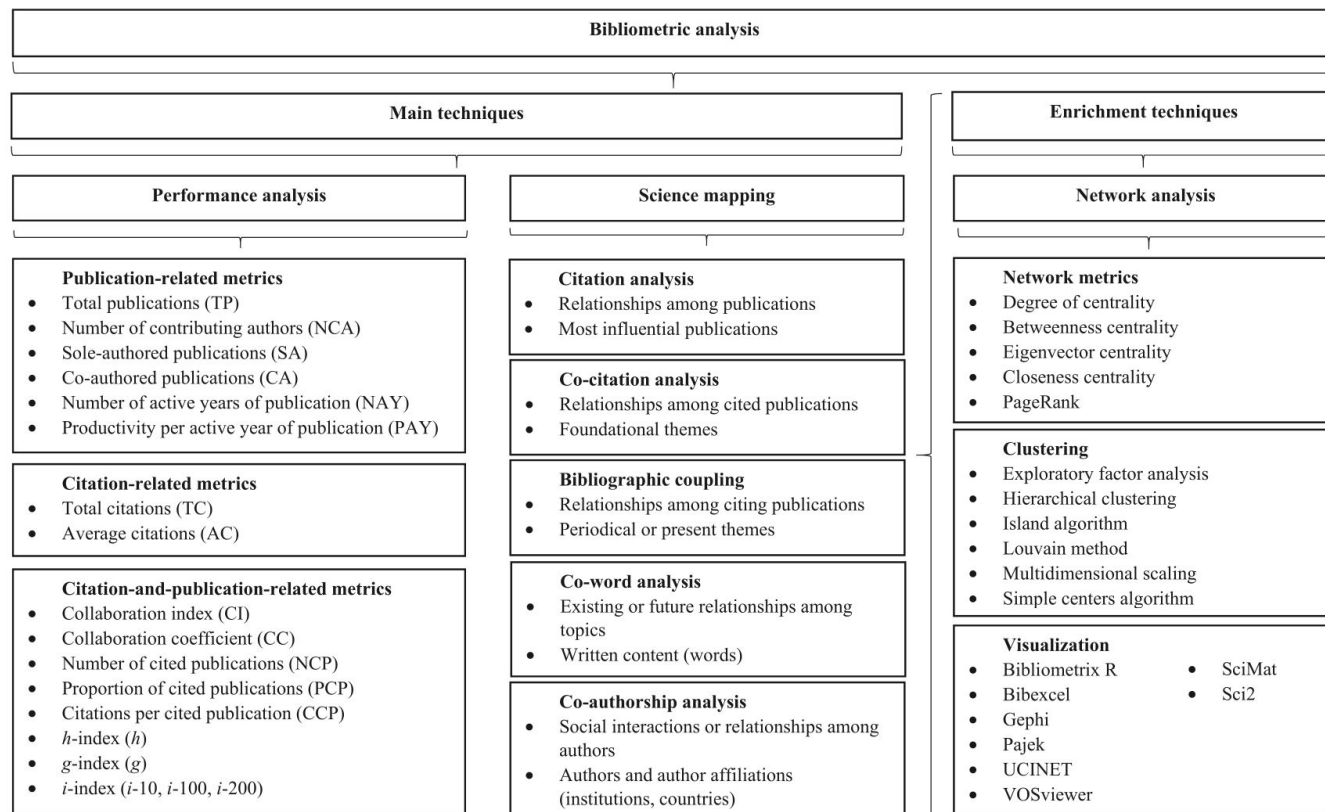 Bibliometric analysis
Main techniques
Enrichment techniques
Performance analysis
Science mapping
Network analysis
Publication-related metrics
• Total publications (TP)
• Number of contributing authors (NCA)
• Sole-authored publications (SA)
• Co-authored publications (CA)
• Number of active years of publication (NAY)
• Productivity per active year of publication (PAY)
Citation-related metrics
• Total citations (TC)
• Average citations (AC)
Citation-and-publication-related metrics
• Collaboration index (CI)
• Collaboration coefficient (CC)
• Number of cited publications (NCP)
• Proportion of cited publications (PCP)
• Citations per cited publication (CCP)
• h-index (h)
• g-index (g)
• i-index (i-10, i-100, i-200)
Citation analysis
• Relationships among publications
• Most influential publications
Co-citation analysis
• Relationships among cited publications
• Foundational themes
Bibliographic coupling
• Relationships among citing publications
• Periodical or present themes
Co-word analysis
• Existing or future relationships among
topics
• Written content (words)
Co-authorship analysis
• Social interactions or relationships among
authors
• Authors and author affiliations
(institutions, countries)
Network metrics
• Degree of centrality
• Betweenness centrality
• Eigenvector centrality
• Closeness centrality
• PageRank
Clustering
• Exploratory factor analysis
• Hierarchical clustering
• Island algorithm
• Louvain method
• Multidimensional scaling
• Simple centers algorithm
Visualization
• Bibliometrix R
• Bibexcel
• Gephi
• Pajek
• UCINET
• VOSviewer
• SciMat
• Sci2